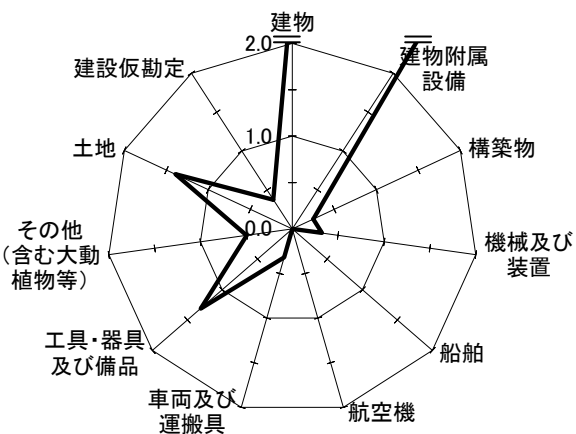 建物
2.0
建物附属
設備
建設仮勘定
1.0
土地
構築物
0.0
その他
（含む大動
植物等）
機械及び
装置
工具・器具
及び備品
船舶
車両及び
運搬具
航空機